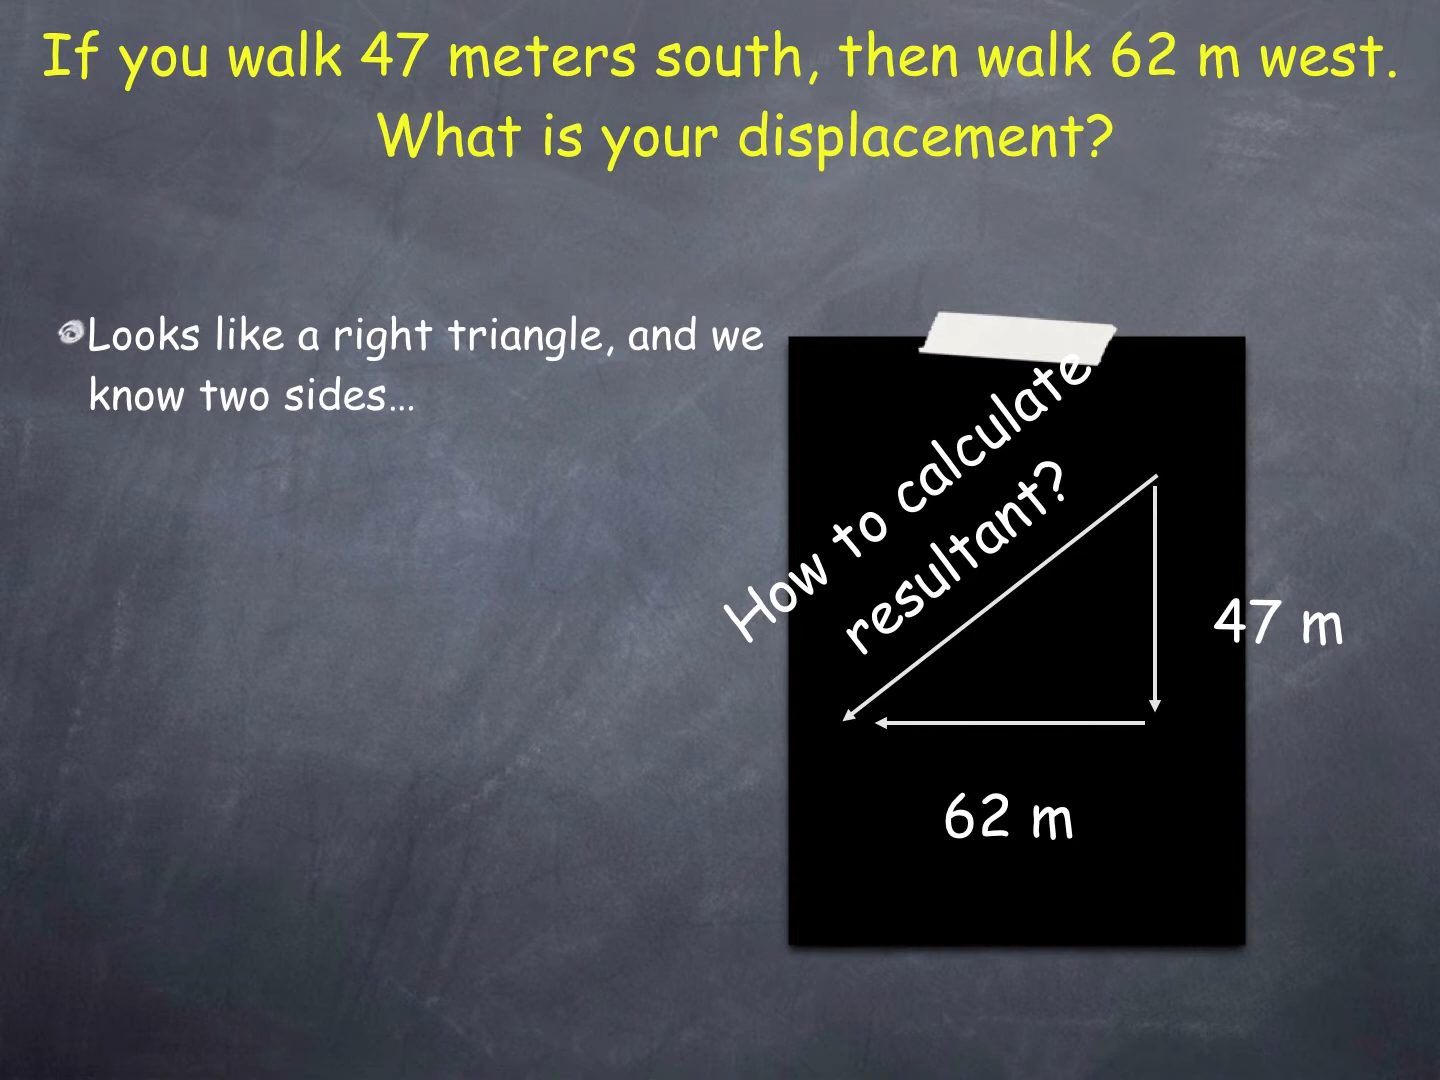 If you walk 47 meters south, then walk 62 m west.
What is your displacement?
Looks like a right triangle, and we
know two sides…
How to calculate
resultant?
47 m
62 m